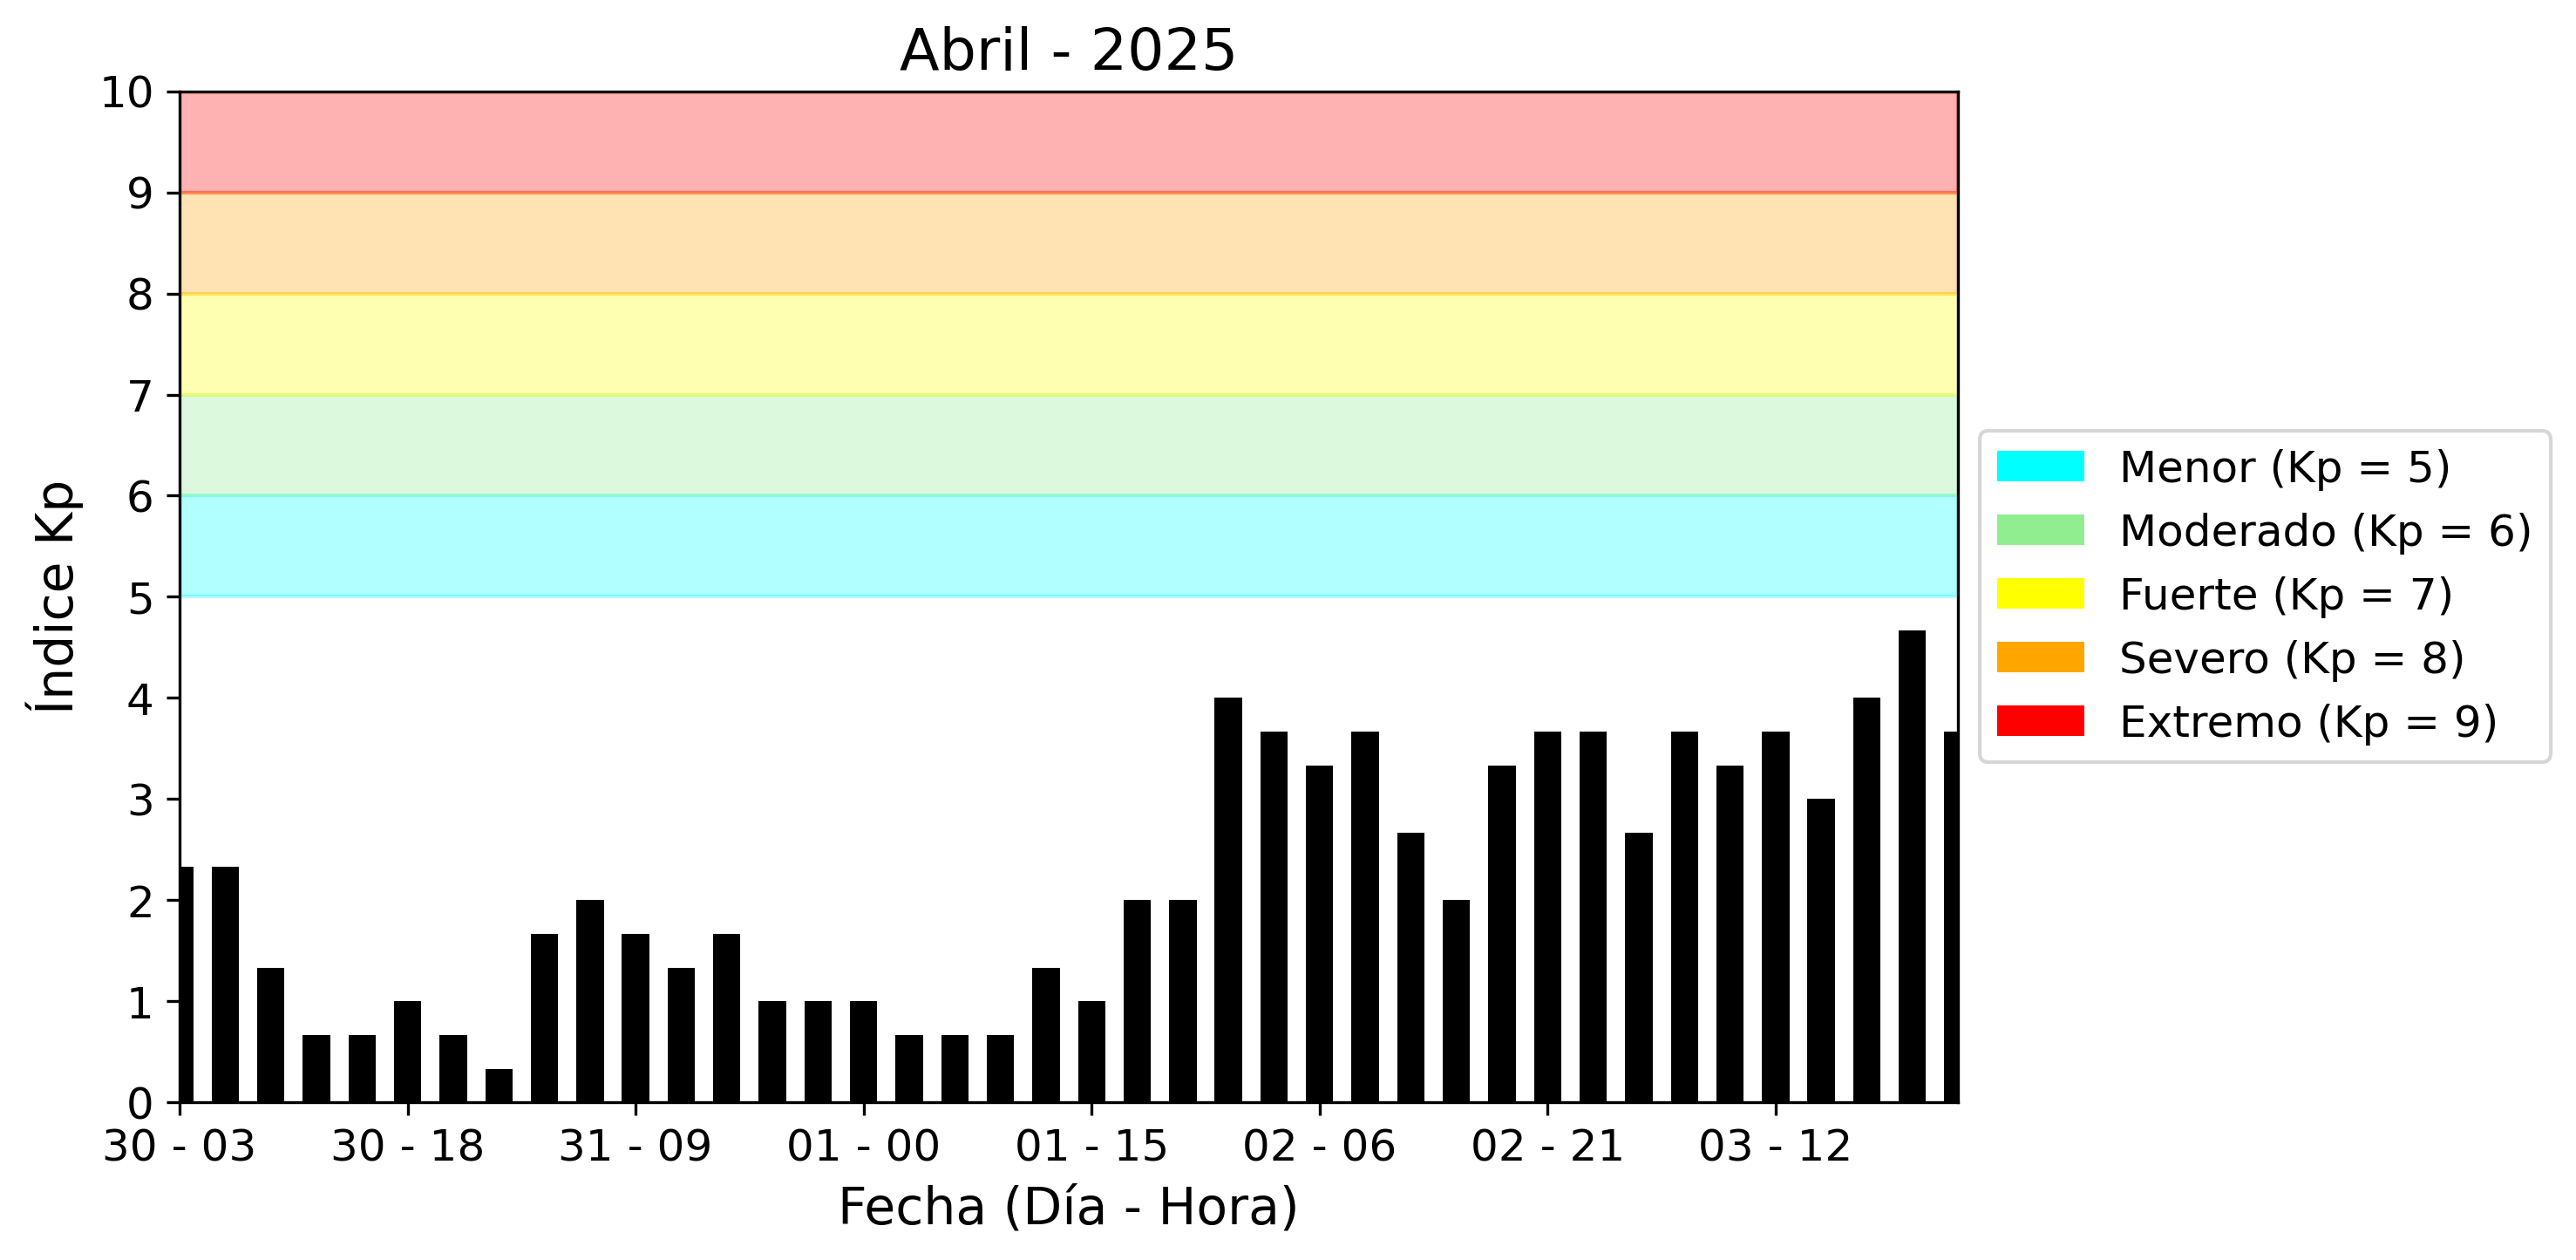 Abril - 2025
10
9
8
7
6
5
4
3
2
1
0
Índice Kp
30 - 03
30 - 18
31 - 09
01 - 00
01 - 15
02 - 06
02 - 21
03 - 12
Fecha (Día - Hora)
Menor (Kp = 5)
Moderado (Kp = 6)
Fuerte (Kp = 7)
Severo (Kp = 8)
Extremo (Kp = 9)